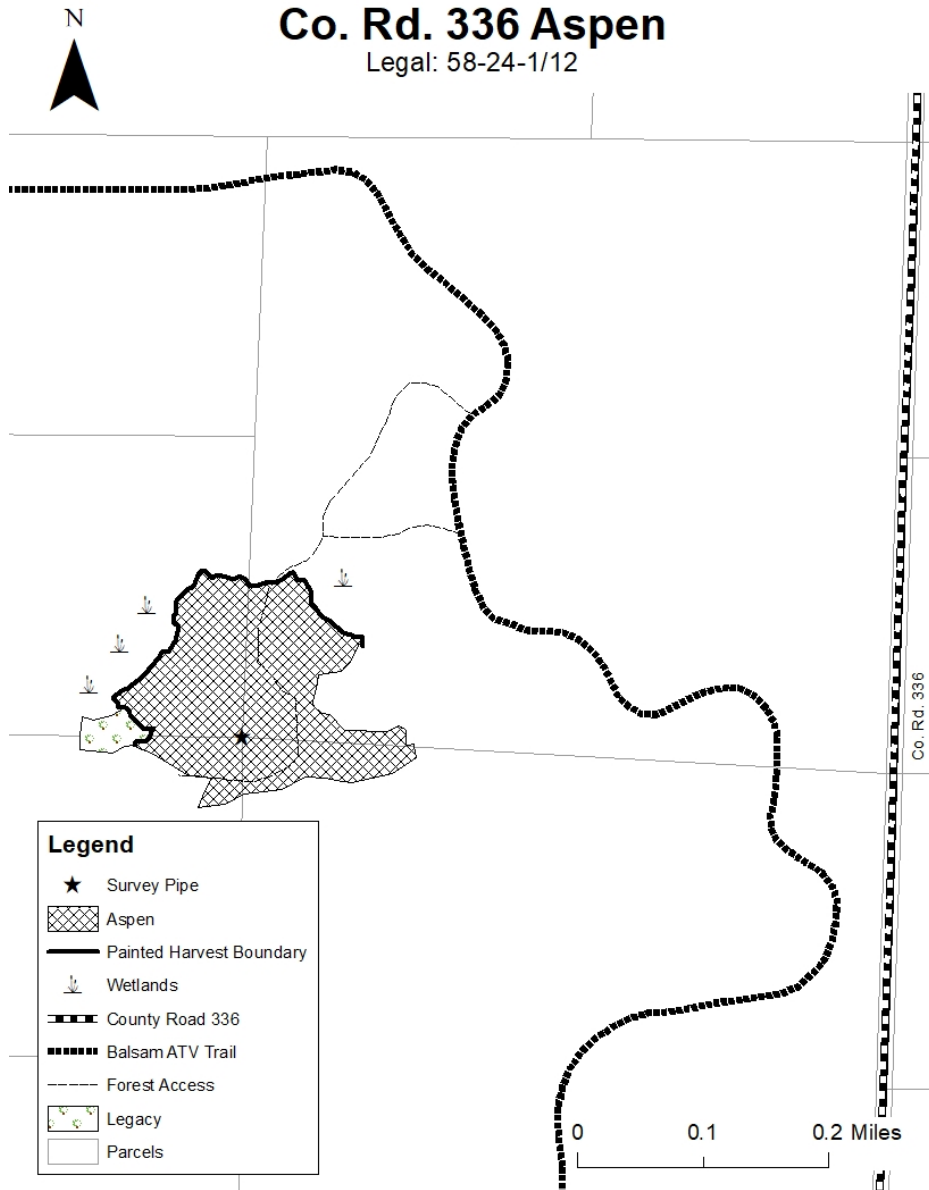 N
Co. Rd. 336 Aspen
Legal: 58-24-1/12
Co. Rd. 336
Legend
Survey Pipe
Aspen
Painted Harvest Boundary
Wetlands
County Road 336
Balsam ATV Trail
Forest Access
Legacy
Parcels
0 0.1 0.2 Miles